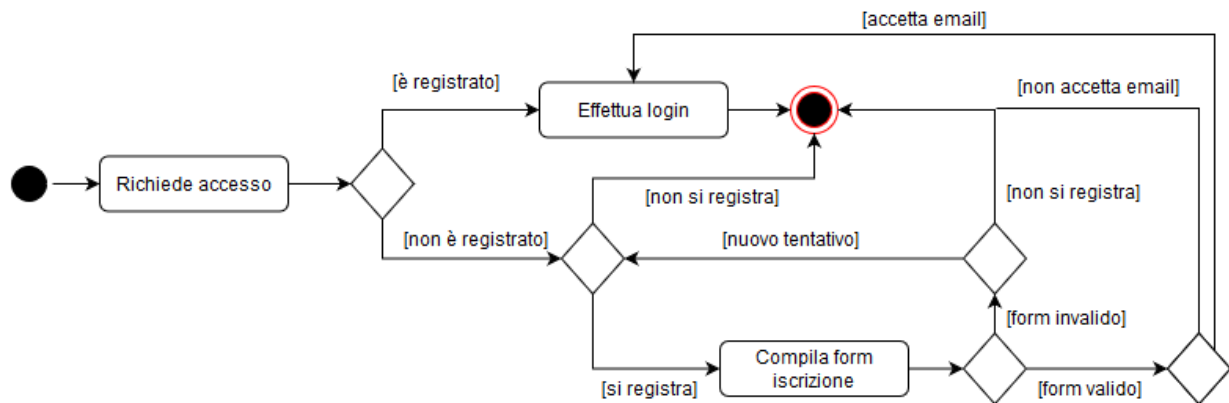 [accetta email]
[è registrato]
Effettua login
[non accetta email]
Richiede accesso
[non si registra]
[non si registra]
[non è registrato]
[nuovo tentativo]
[form invalido]
Compila form
iscrizione
[si registra]
[form valido]